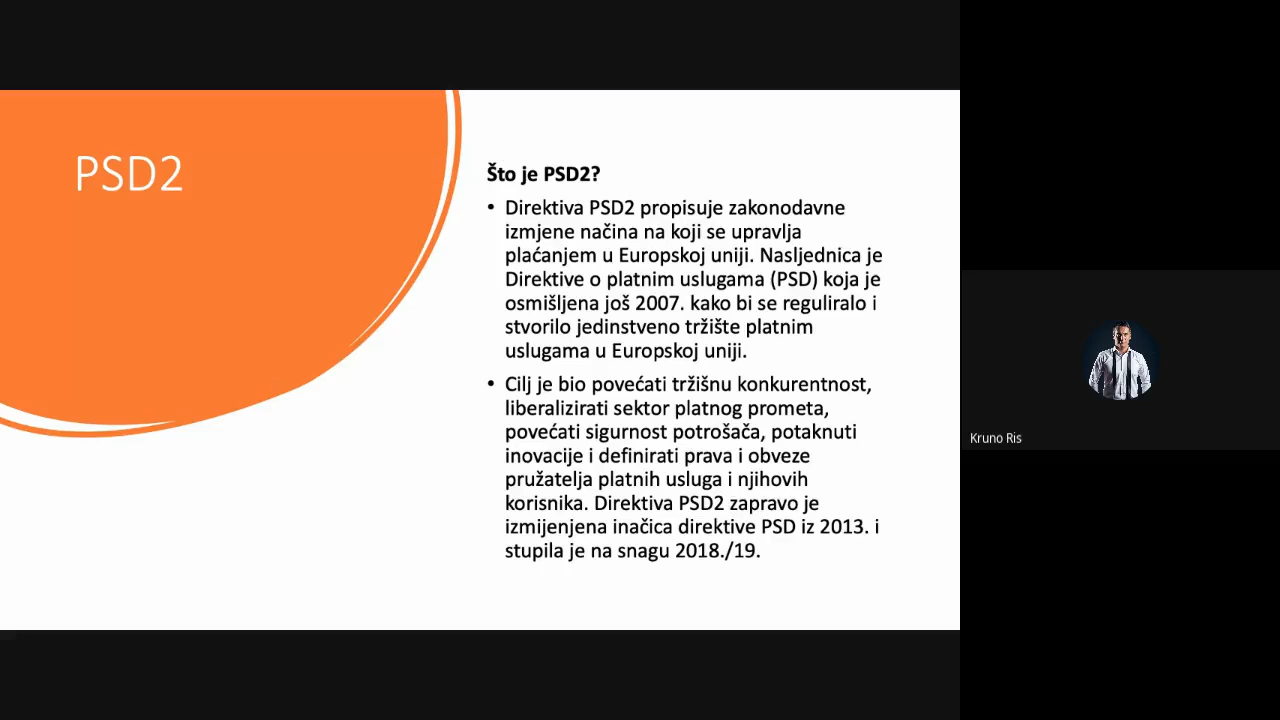 PSD2
Što je PSD2?
• Direktiva PSD2 propisuje zakonodavne
izmjene načina na koji se upravlja
plaćanjem u Europskoj uniji. Nasljednica je
Direktive o platnim uslugama (PSD) koja je
osmišljena još 2007. kako bi se reguliralo i
stvorilo jedinstveno tržište platnim
uslugama u Europskoj uniji.
• Cilj je bio povećati tržišnu konkurentnost,
liberalizirati sektor platnog prometa,
povećati sigurnost potrošača, potaknuti
inovacije i definirati prava i obveze
pružatelja platnih usluga i njihovih
korisnika. Direktiva PSD2 zapravo je
izmijenjena inačica direktive PSD iz 2013. i
stupila je na snagu 2018./19.
Kruno Ris